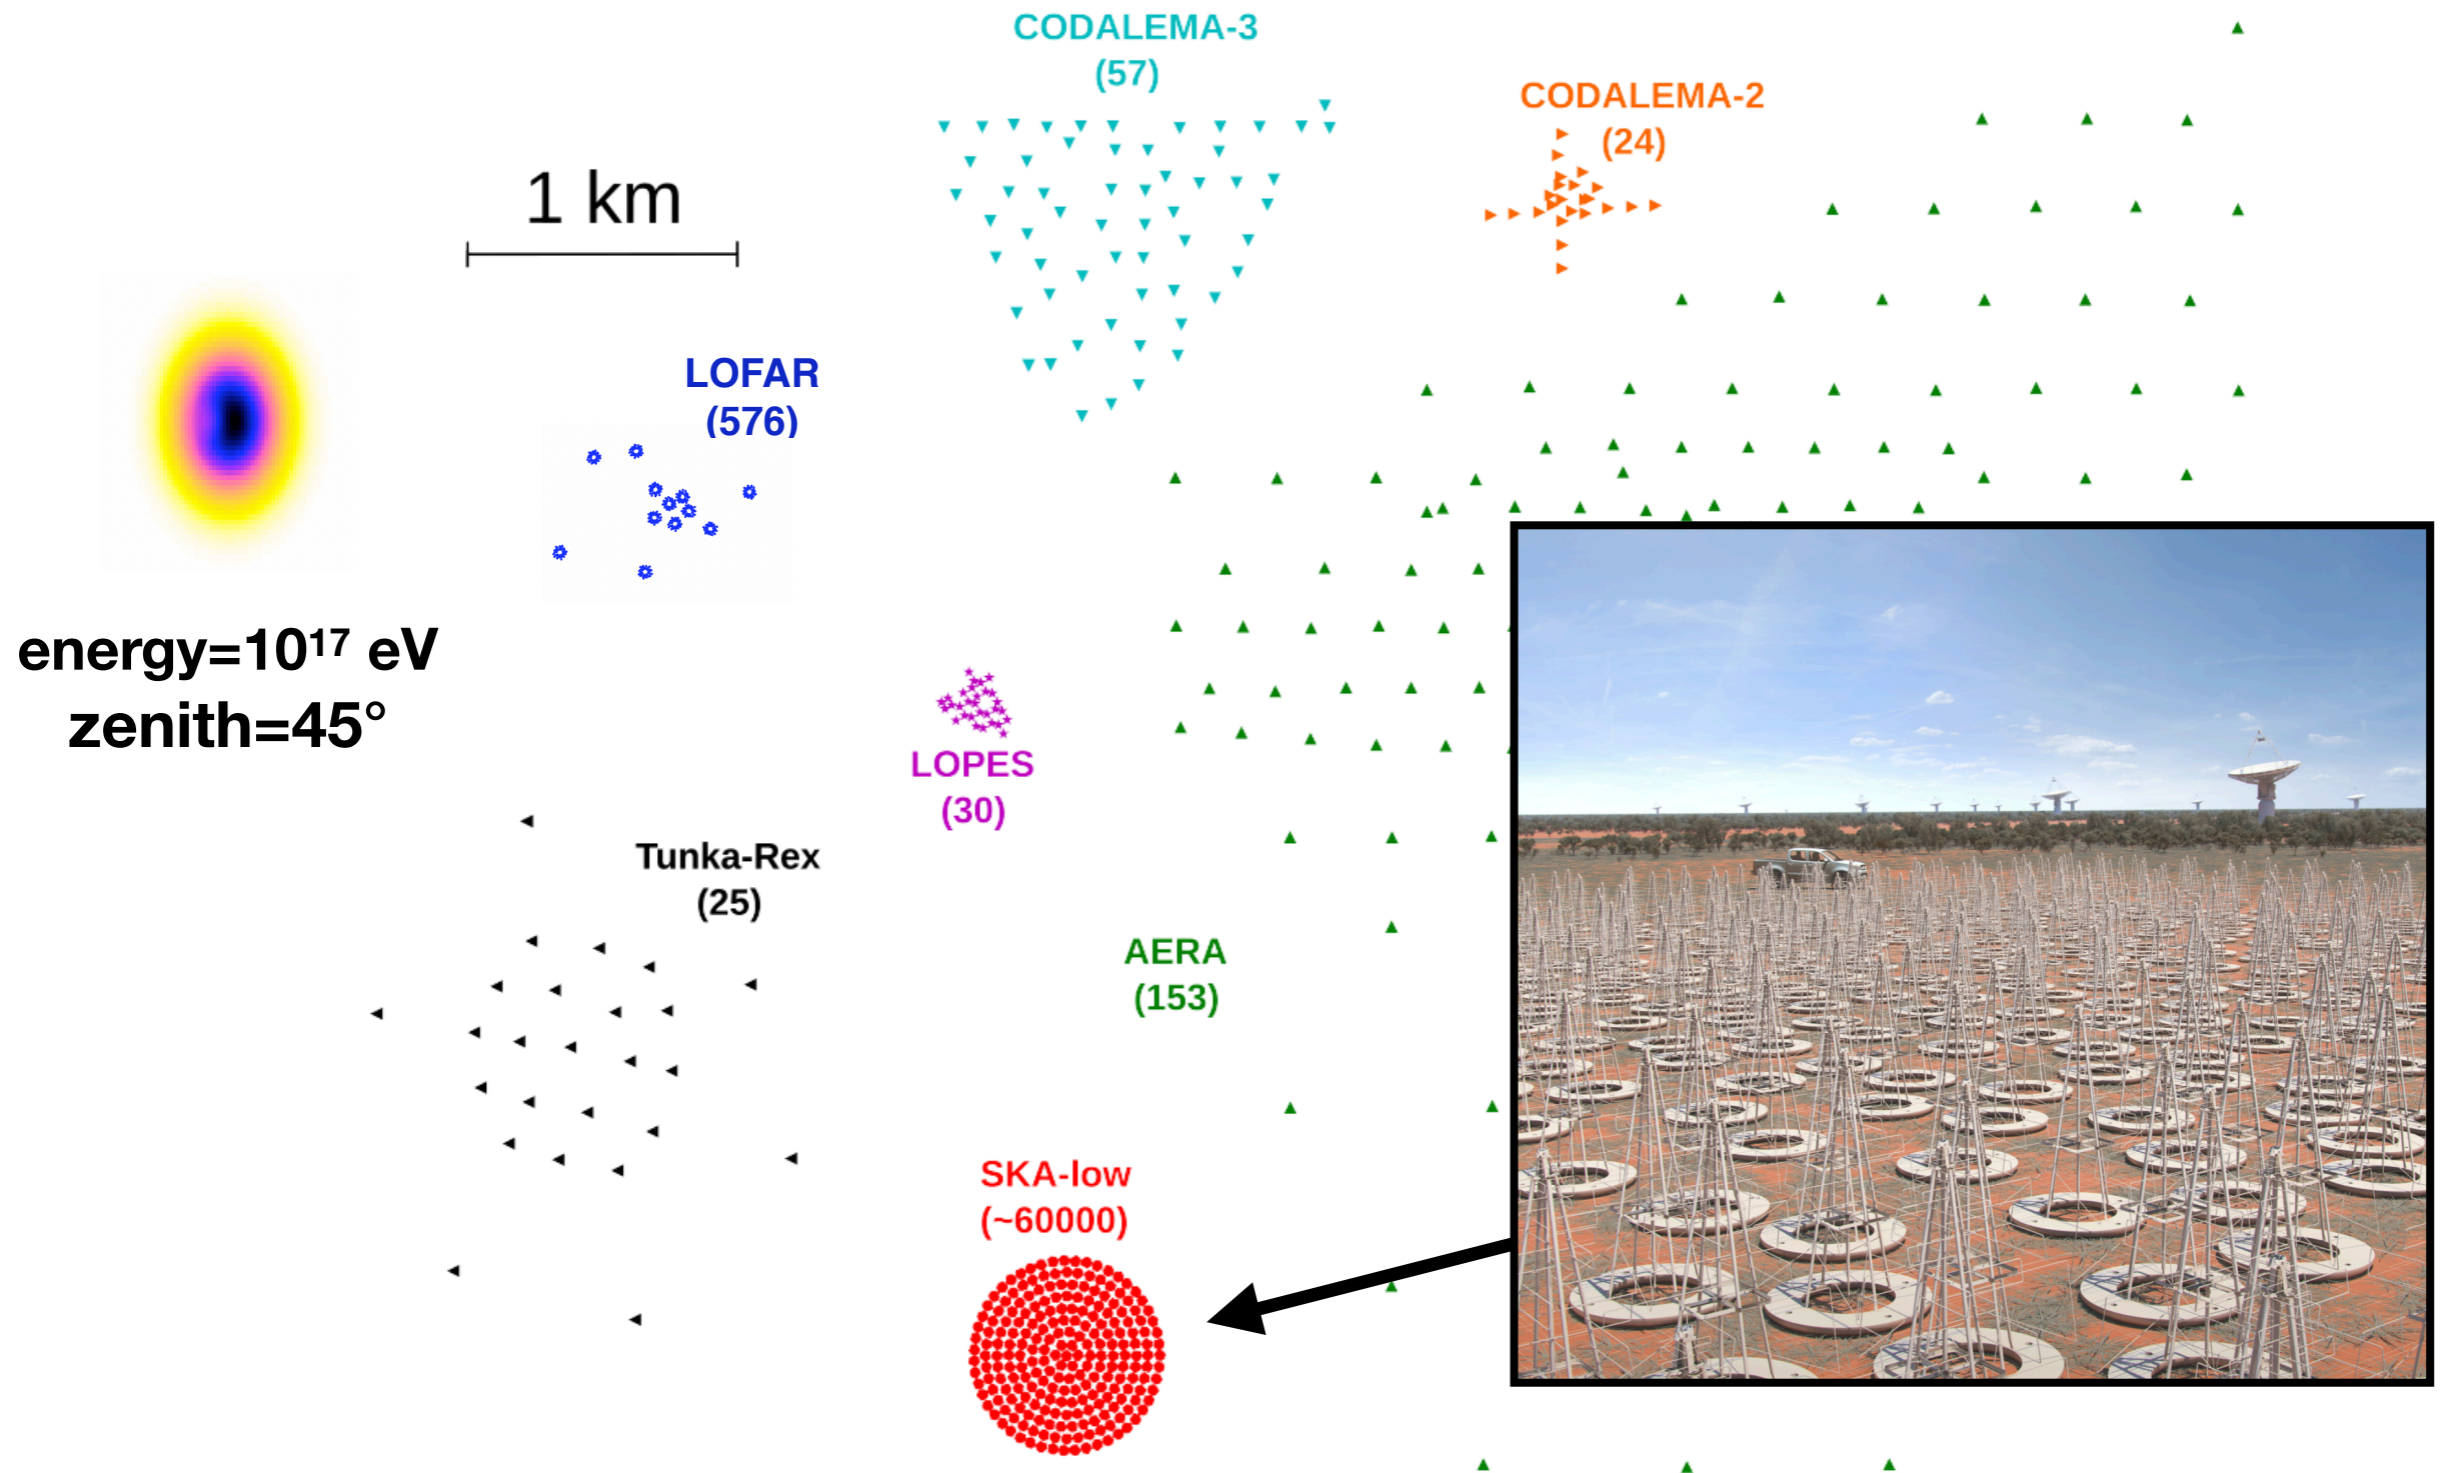 CODALEMA-3
(57)
CODALEMA-2
(24)
1 km
LOFAR
(576)
energy=10¹⁷ eV
zenith=45°
LOPES
(30)
Tunka-Rex
(25)
AERA
(153)
SKA-low
(~60000)